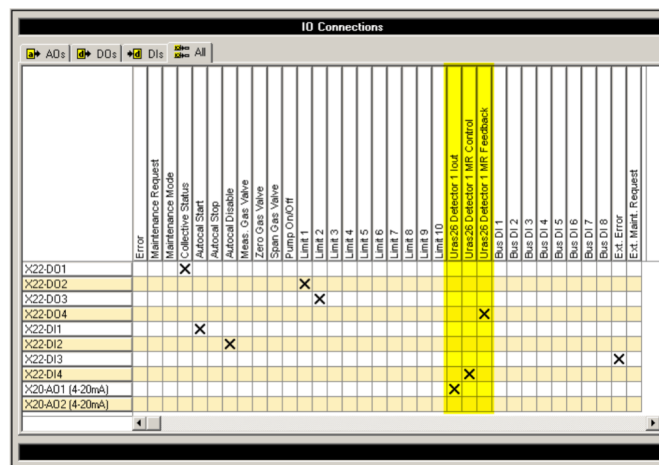 IO Connections
AOs
DOs
DIs
All
Error
Maintenance Request
Maintenance Mode
Collective Status
Autocal Start
Autocal Stop
Autocal Disable
Meas. Gas Valve
Zero Gas Valve
Span Gas Valve
Pump On/Off
Limit 1
Limit 2
Limit 3
Limit 4
Limit 5
Limit 6
Limit 7
Limit 8
Limit 9
Limit 10
Uras26 Detector 1 Iout
Uras26 Detector 1 MR Control
Uras26 Detector 1 MR Feedback
Bus DI 1
Bus DI 2
Bus DI 3
Bus DI 4
Bus DI 5
Bus DI 6
Bus DI 7
Bus DI 8
Ext. Error
Ext. Maint. Request
X22-DO1
X22-DO2
X22-DO3
X22-DO4
X22-DI1
X22-DI2
X22-DI3
X22-DI4
X20-AO1 (4-20mA)
X20-AO2 (4-20mA)